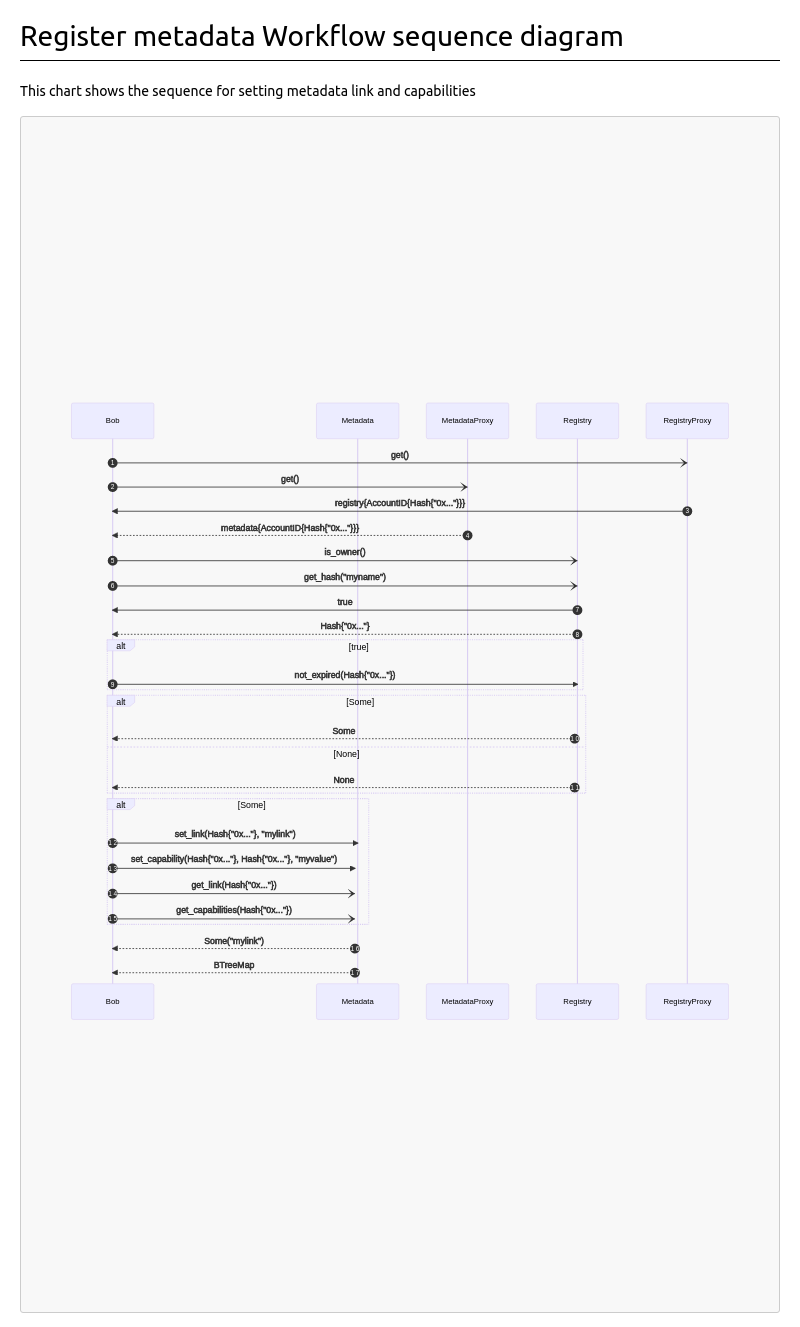 Register metadata Workflow sequence diagram
This chart shows the sequence for setting metadata link and capabilities
Bob
Metadata
MetadataProxy
Registry
RegistryProxy
get()
1
get()
2
registry{AccountID{Hash{"0x..."}}}
3
metadata{AccountID{Hash{"0x..."}}}
4
is_owner()
5
get_hash("myname")
6
true
7
Hash{"0x..."}
8
alt
[true]
not_expired(Hash{"0x..."})
9
alt
[Some]
Some
10
[None]
None
11
alt
[Some]
set_link(Hash{"0x..."}, "mylink")
12
set_capability(Hash{"0x..."}, Hash{"0x..."}, "myvalue")
13
get_link(Hash{"0x..."})
14
get_capabilities(Hash{"0x..."})
15
Some("mylink")
16
BTreeMap
17
Bob
Metadata
MetadataProxy
Registry
RegistryProxy